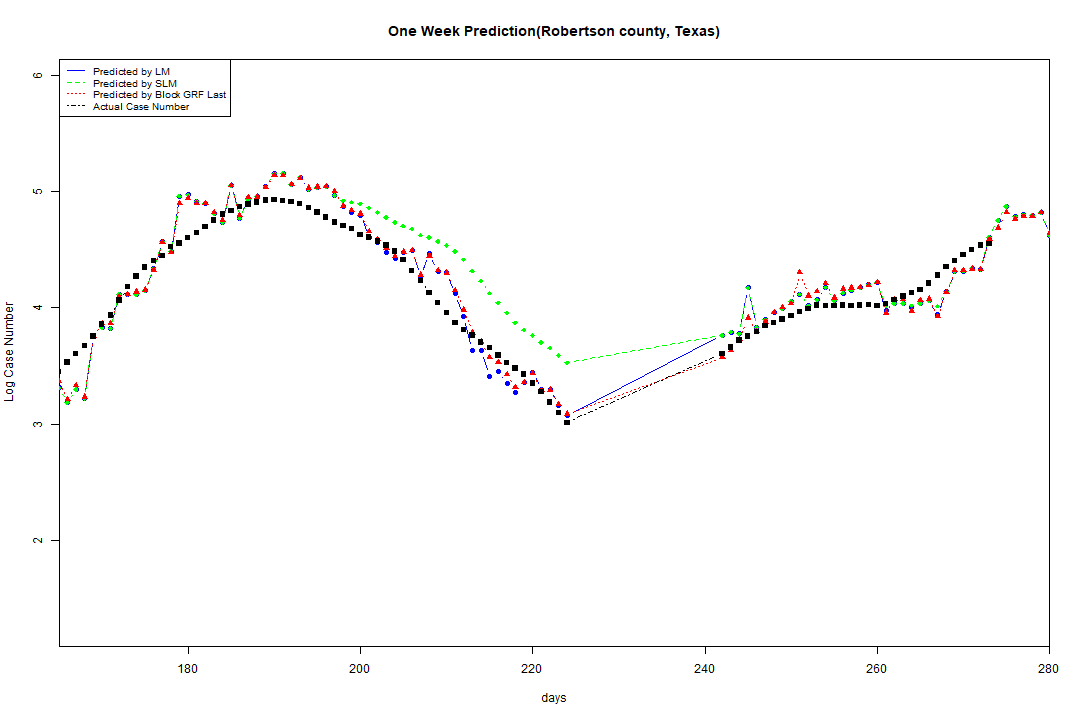 One Week Prediction(Robertson county, Texas)
Predicted by LM
Predicted by SLM
Predicted by Block GRF Last
Actual Case Number
6
5
4
3
2
Log Case Number
180 200 220 240 260 280
days